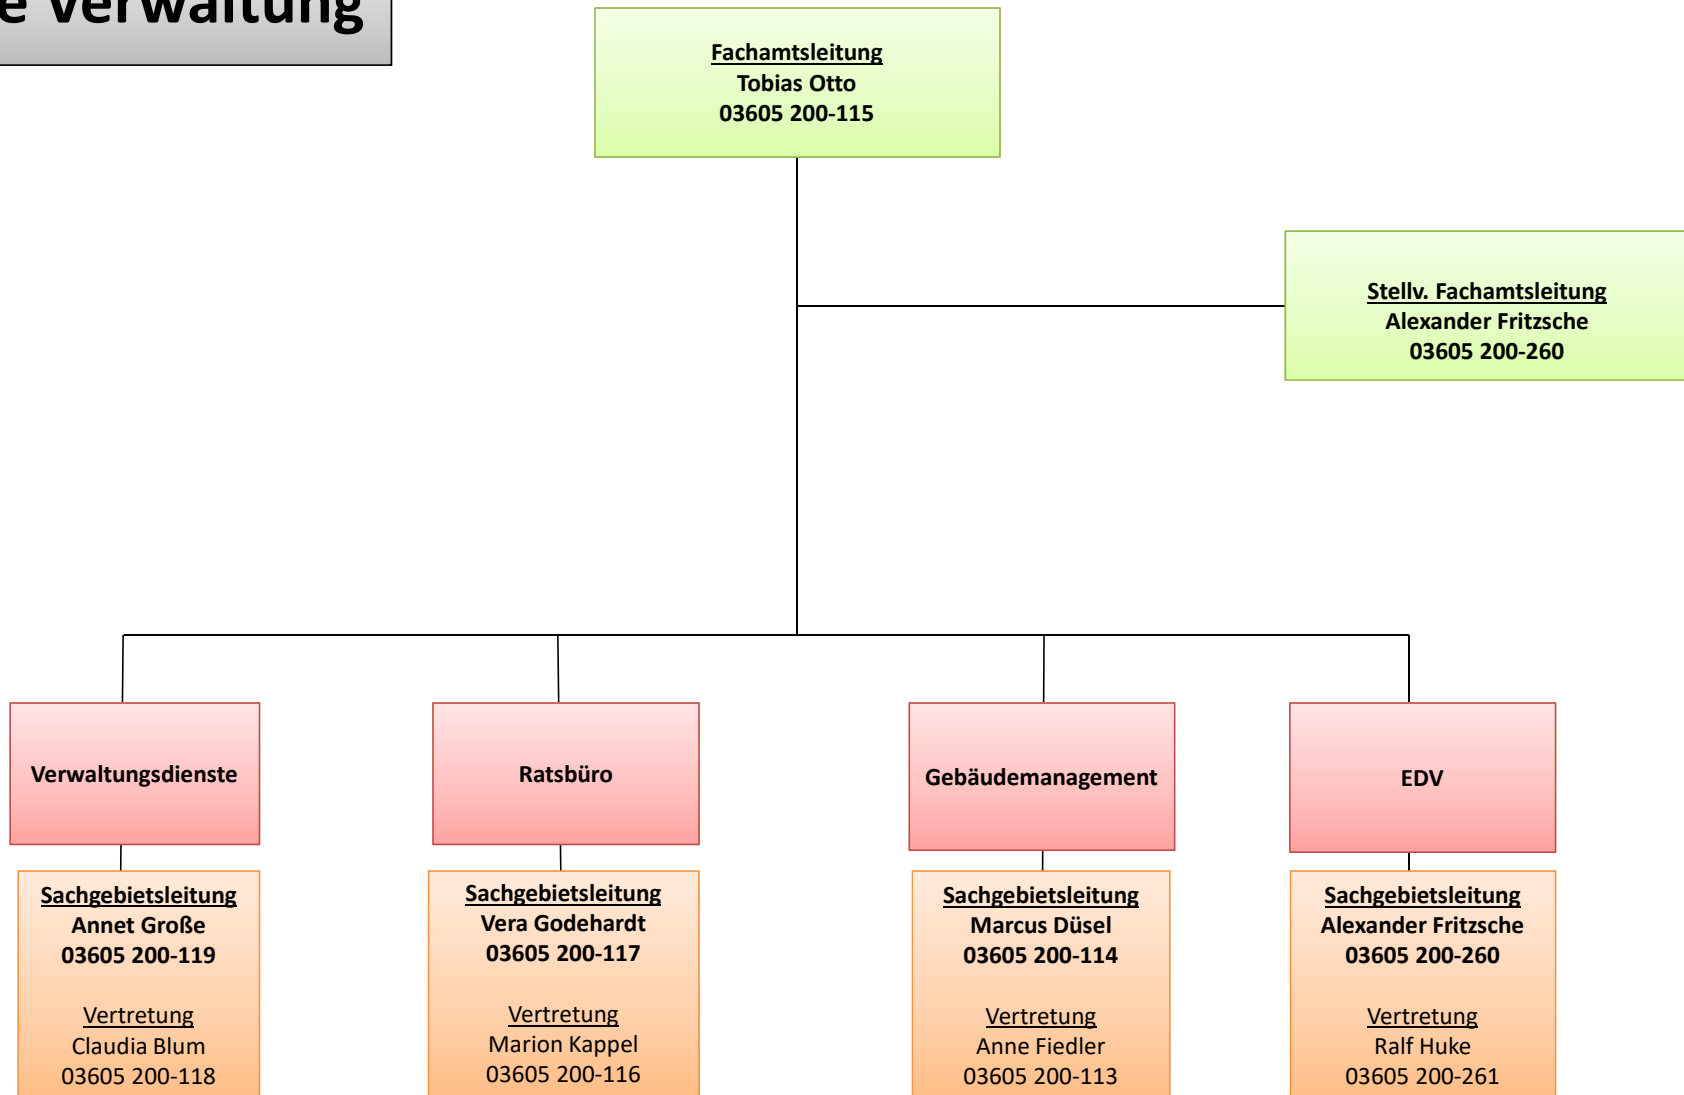 e Verwaltung
Fachamtsleitung
Tobias Otto
03605 200-115
Stellv. Fachamtsleitung
Alexander Fritzsche
03605 200-260
Verwaltungsdienste
Ratsbüro
Gebäudemanagement
EDV
Sachgebietsleitung
Annet Große
03605 200-119
Vertretung
Claudia Blum
03605 200-118
Sachgebietsleitung
Vera Godehardt
03605 200-117
Vertretung
Marion Kappel
03605 200-116
Sachgebietsleitung
Marcus Düsel
03605 200-114
Vertretung
Anne Fiedler
03605 200-113
Sachgebietsleitung
Alexander Fritzsche
03605 200-260
Vertretung
Ralf Huke
03605 200-261